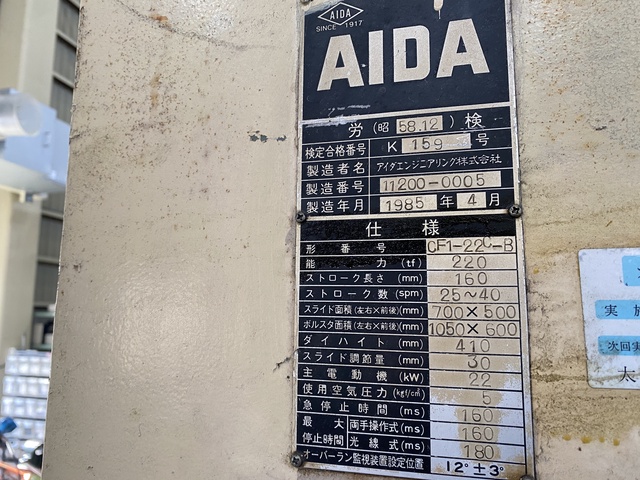 AIDA
SINCE 1917
AIDA
労(昭 58.12)検
検定合格番号 K 159 号
製造者名 アイダエンジニアリング株式会社
製造番号 11200-0005
製造年月 1985 年 4 月
仕様
形番号 CF1-22C-B
能力(tf) 220
ストローク長さ(mm) 160
ストローク数(spm) 25~40
スライド面積(左右×前後)(mm) 700×500
ボルスタ面積(左右×前後)(mm) 1050×600
ダイハイト(mm) 410
スライド調節量(mm) 30
主電動機(kW) 22
使用空気圧力(kgf/cm²) 5
急停止時間(ms) 160
最大停止時間 両手操作式(ms) 160
光線式(ms) 180
オーバーラン監視装置設定位置 12°±3°
実施
次回実
太